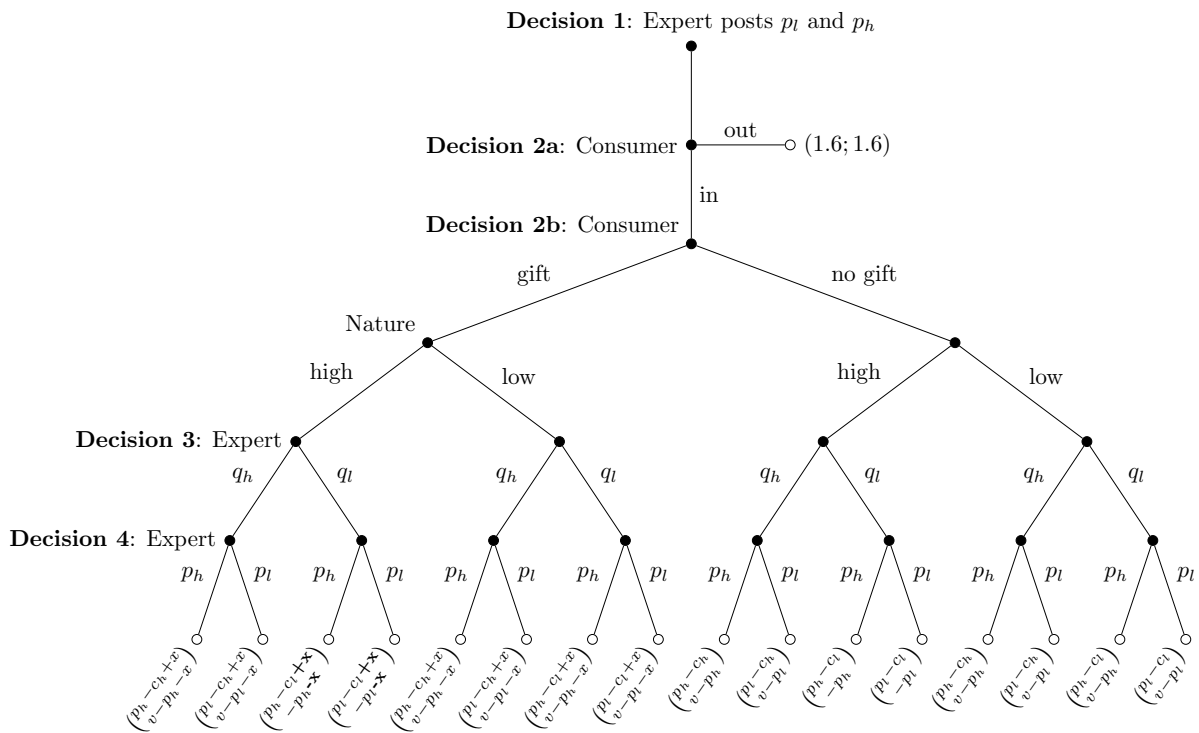 Decision 1: Expert posts p_l and p_h
Decision 2a: Consumer
out
(1.6; 1.6)
in
Decision 2b: Consumer
gift
no gift
Nature
high
low
high
low
Decision 3: Expert
q_h
q_l
q_h
q_l
q_h
q_l
q_h
q_l
Decision 4: Expert
p_h
p_l
p_h
p_l
p_h
p_l
p_h
p_l
p_h
p_l
p_h
p_l
p_h
p_l
p_h
p_l
(p_h−c_h+x
v−p_h−x)
(p_l−c_h+x
v−p_l−x)
(p_h−c_l+x
−p_h-x)
(p_l−c_l+x
−p_l-x)
(p_h−c_h+x
v−p_h−x)
(p_l−c_h+x
v−p_l−x)
(p_h−c_l+x
v−p_h−x)
(p_l−c_l+x
v−p_l−x)
(p_h−c_h
v−p_h)
(p_l−c_h
v−p_l)
(p_h−c_l
−p_h)
(p_l−c_l
−p_l)
(p_h−c_h
v−p_h)
(p_l−c_h
v−p_l)
(p_h−c_l
v−p_h)
(p_l−c_l
v−p_l)